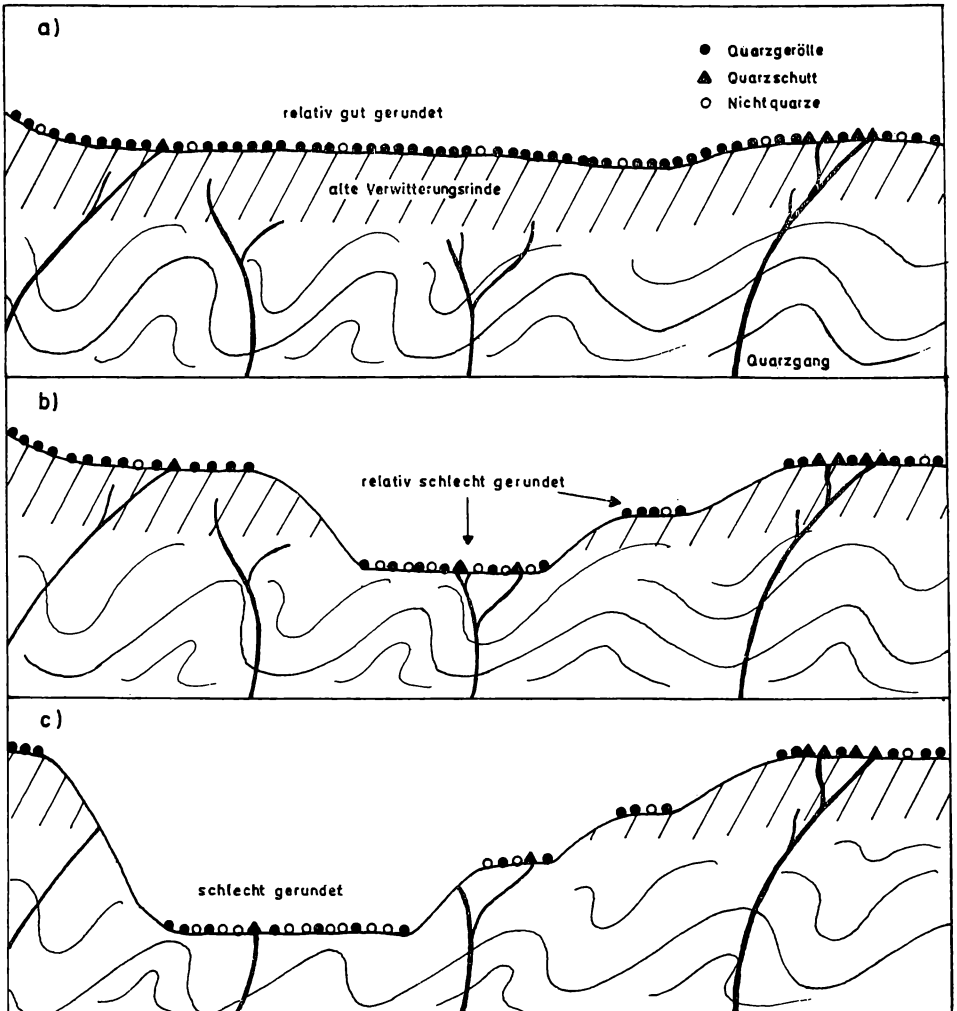 a)
Quarzgerölle
Quarzschutt
Nichtquarze
relativ gut gerundet
alte Verwitterungsrinde
Quarzgang
b)
relativ schlecht gerundet
c)
schlecht gerundet